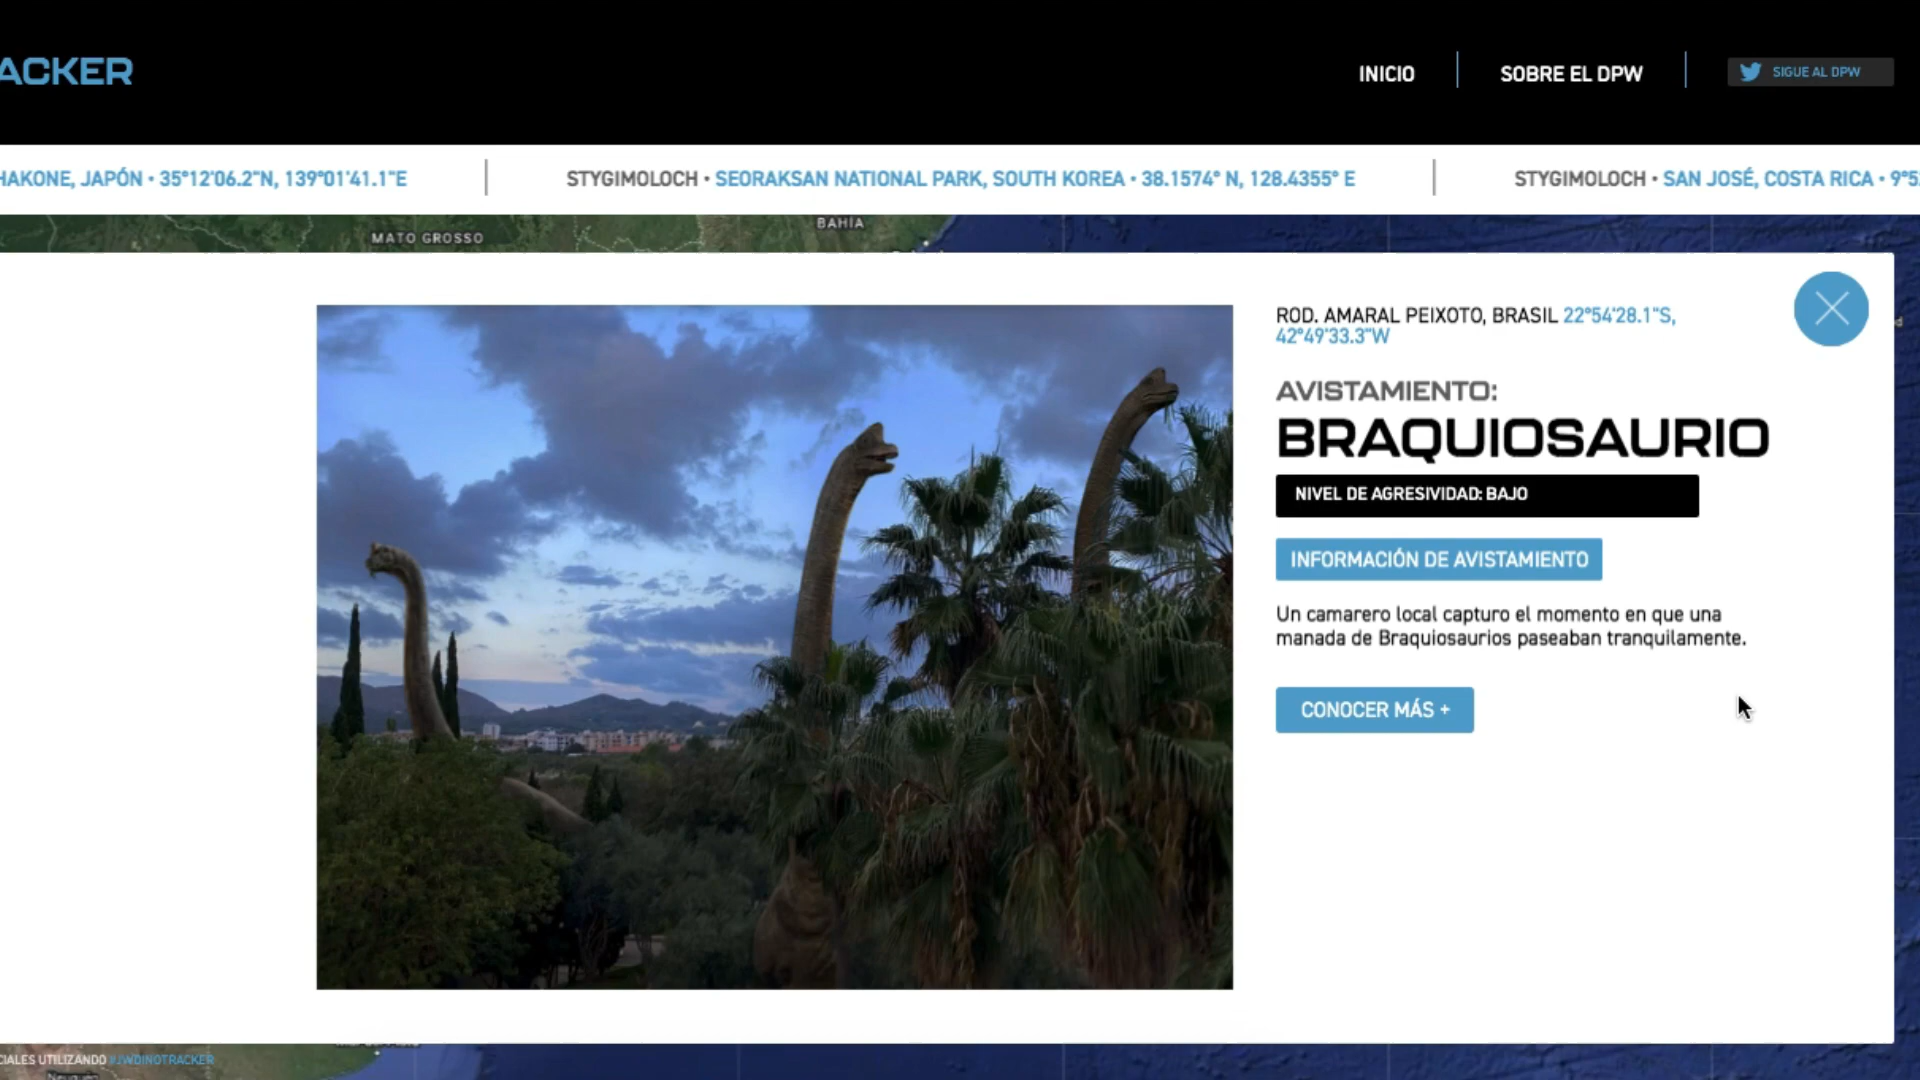 ACKER
INICIO
SOBRE EL DPW
SIGUE AL DPW
HAKONE, JAPÓN • 35°12'06.2"N, 139°01'41.1"E
STYGIMOLOCH • SEORAKSAN NATIONAL PARK, SOUTH KOREA • 38.1574° N, 128.4355° E
STYGIMOLOCH • SAN JOSÉ, COSTA RICA • 9°5
MATO GROSSO
BAHIA
ROD. AMARAL PEIXOTO, BRASIL 22°54'28.1"S,
42°49'33.3"W
AVISTAMIENTO:
BRAQUIOSAURIO
NIVEL DE AGRESIVIDAD: BAJO
INFORMACIÓN DE AVISTAMIENTO
Un camarero local capturo el momento en que una
manada de Braquiosaurios paseaban tranquilamente.
CONOCER MÁS +
CIALES UTILIZANDO #JWDINOTRACKER
Neuquén